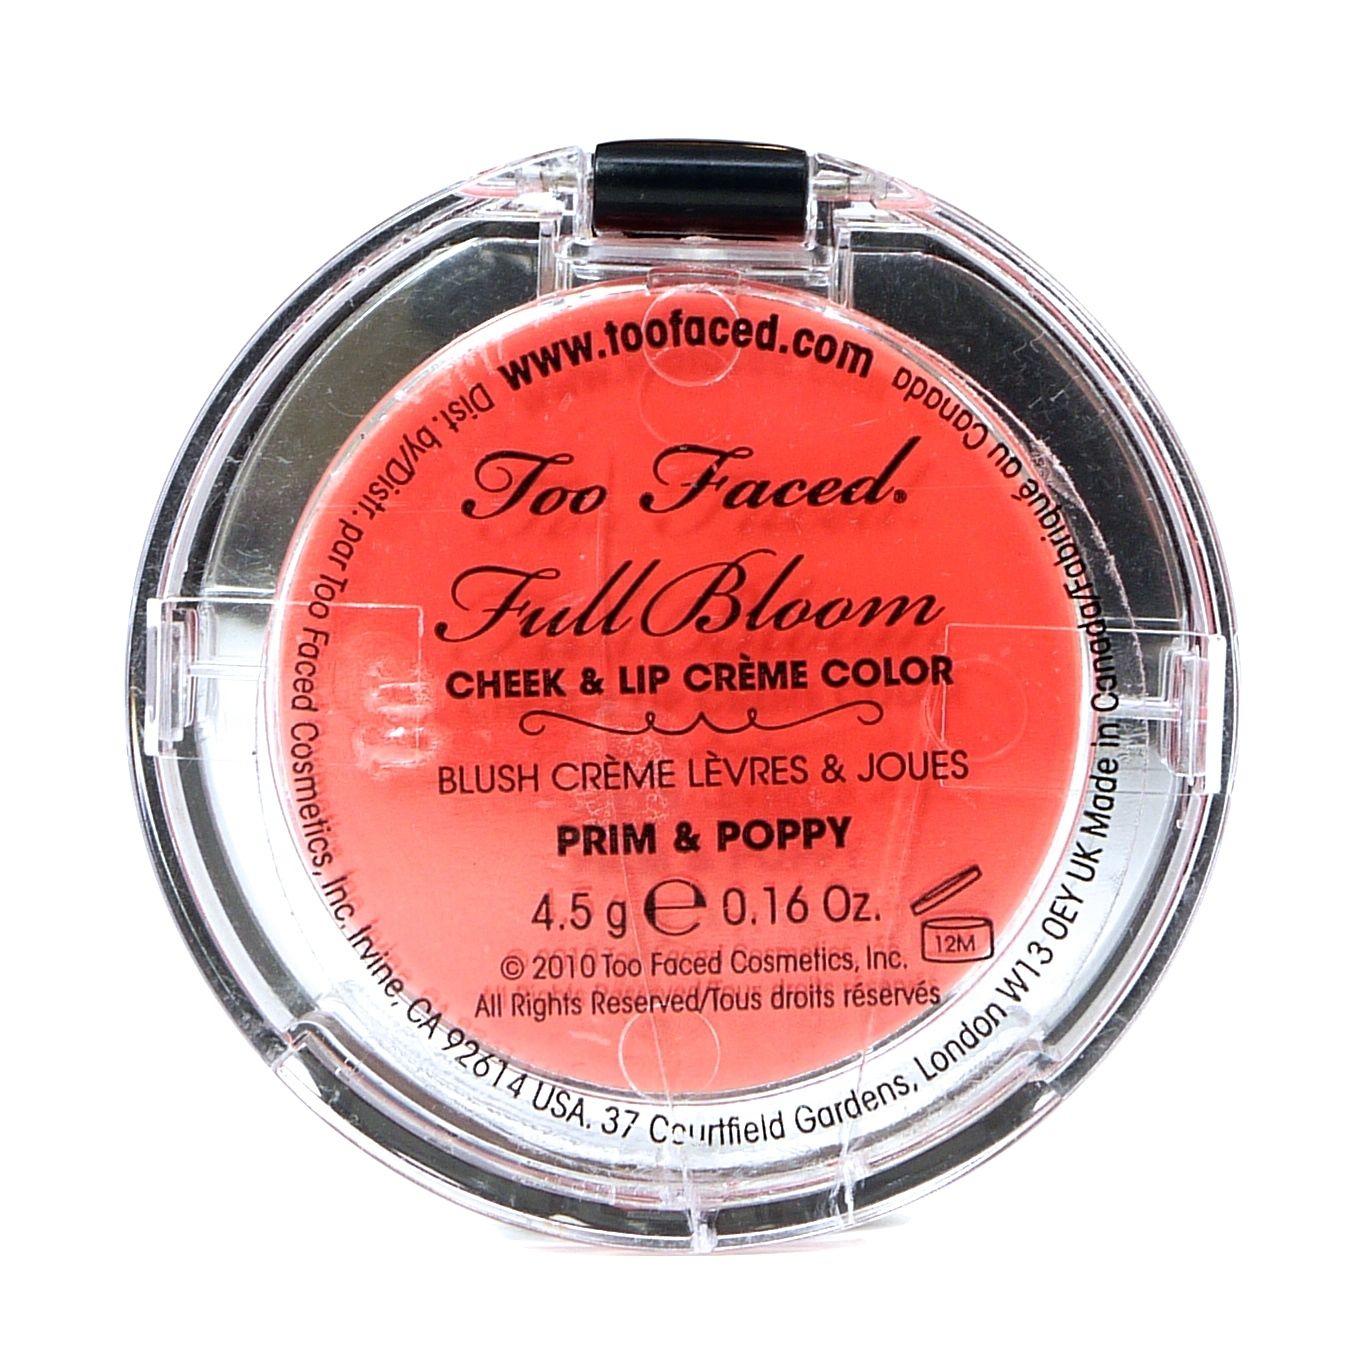 www.toofaced.com
Too Faced®
Full Bloom
CHEEK & LIP CRÈME COLOR
BLUSH CRÈME LÈVRES & JOUES
PRIM & POPPY
4.5 g ℮ 0.16 Oz.
12M
© 2010 Too Faced Cosmetics, Inc.
All Rights Reserved/Tous droits réservés
Dist. by/Distr. par Too Faced Cosmetics, Inc. Irvine, CA 92614 USA. 37 Courtfield Gardens, London W13 0EY UK Made in Canada/Fabriqué au Canada